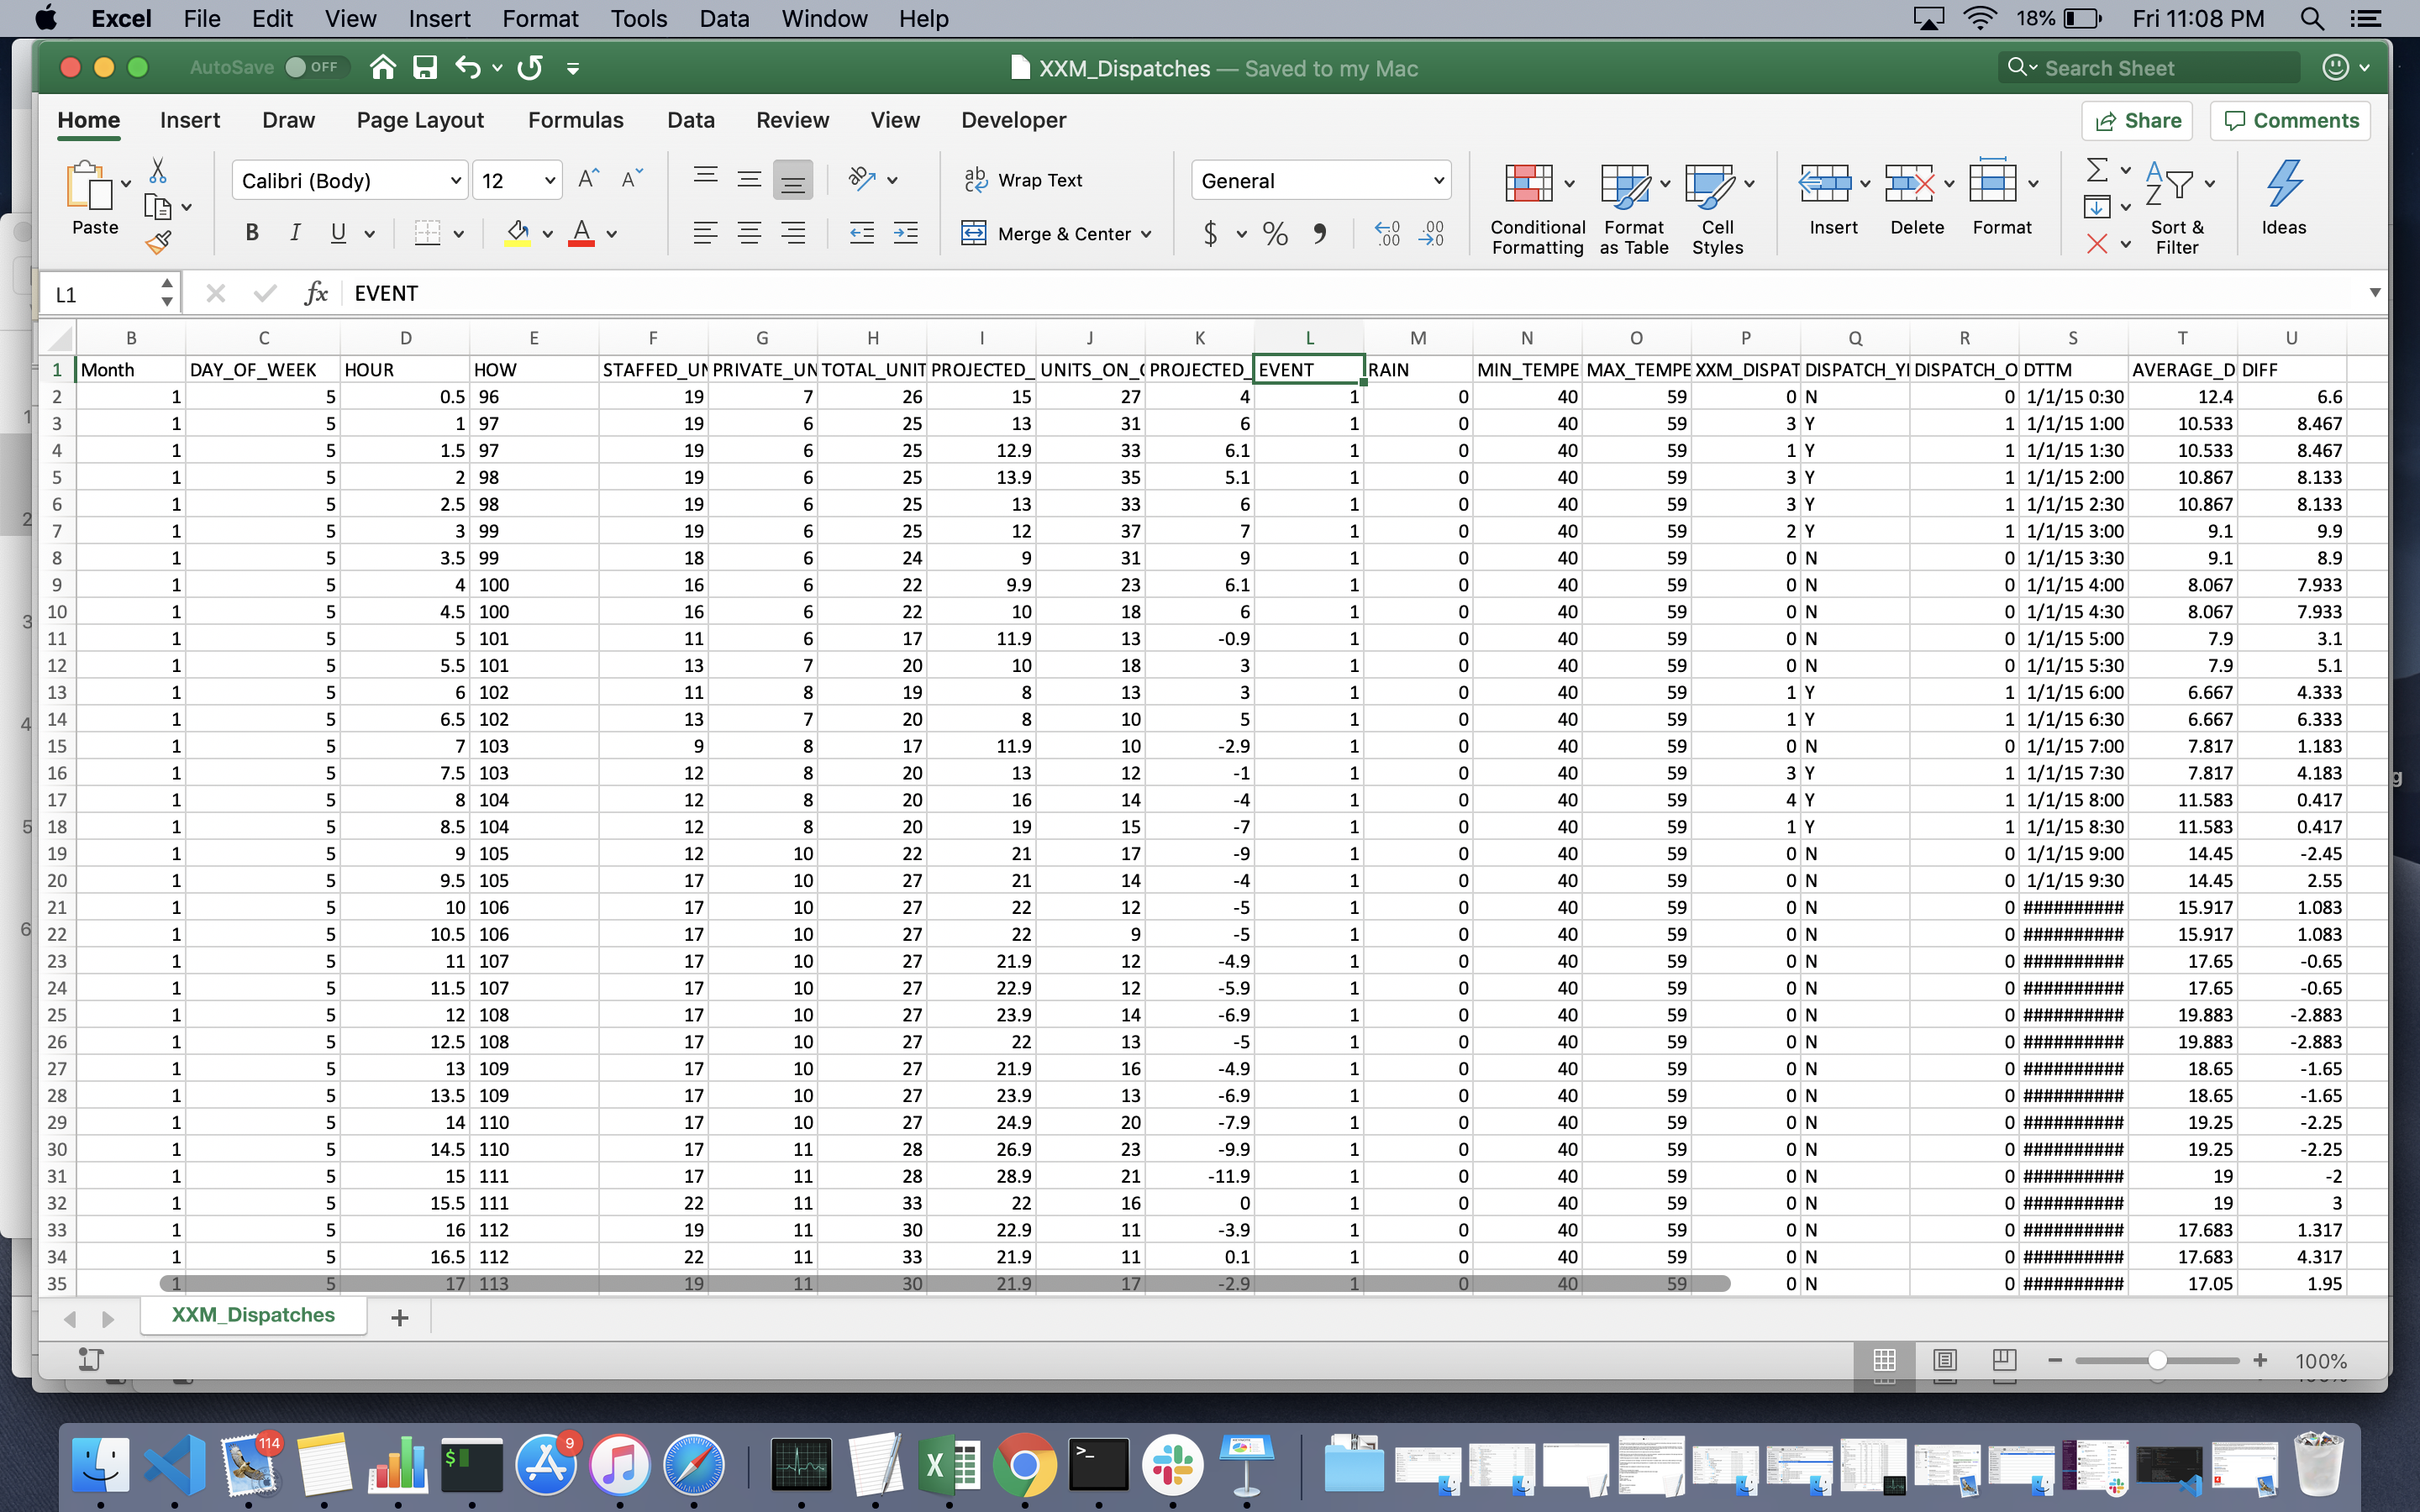 Excel File Edit View Insert Format Tools Data Window Help 18% Fri 11:08 PM
AutoSave OFF XXM_Dispatches — Saved to my Mac Search Sheet
Home Insert Draw Page Layout Formulas Data Review View Developer Share Comments
Paste Calibri (Body) 12 Wrap Text General Conditional Formatting Format as Table Cell Styles Insert Delete Format Sort & Filter Ideas
B I U Merge & Center $ %
L1 fx EVENT
B C D E F G H I J K L M N O P Q R S T U
1 Month DAY_OF_WEEK HOUR HOW STAFFED_UN PRIVATE_UN TOTAL_UNIT PROJECTED_ UNITS_ON_ PROJECTED_ EVENT RAIN MIN_TEMPE MAX_TEMPE XXM_DISPAT DISPATCH_YI DISPATCH_O DTTM AVERAGE_D DIFF
2 1 5 0.5 96 19 7 26 15 27 4 1 0 40 59 0 N 0 1/1/15 0:30 12.4 6.6
3 1 5 1 97 19 6 25 13 31 6 1 0 40 59 3 Y 1 1/1/15 1:00 10.533 8.467
4 1 5 1.5 97 19 6 25 12.9 33 6.1 1 0 40 59 1 Y 1 1/1/15 1:30 10.533 8.467
5 1 5 2 98 19 6 25 13.9 35 5.1 1 0 40 59 3 Y 1 1/1/15 2:00 10.867 8.133
6 1 5 2.5 98 19 6 25 13 33 6 1 0 40 59 3 Y 1 1/1/15 2:30 10.867 8.133
7 1 5 3 99 19 6 25 12 37 7 1 0 40 59 2 Y 1 1/1/15 3:00 9.1 9.9
8 1 5 3.5 99 18 6 24 9 31 9 1 0 40 59 0 N 0 1/1/15 3:30 9.1 8.9
9 1 5 4 100 16 6 22 9.9 23 6.1 1 0 40 59 0 N 0 1/1/15 4:00 8.067 7.933
10 1 5 4.5 100 16 6 22 10 18 6 1 0 40 59 0 N 0 1/1/15 4:30 8.067 7.933
11 1 5 5 101 11 6 17 11.9 13 -0.9 1 0 40 59 0 N 0 1/1/15 5:00 7.9 3.1
12 1 5 5.5 101 13 7 20 10 18 3 1 0 40 59 0 N 0 1/1/15 5:30 7.9 5.1
13 1 5 6 102 11 8 19 8 13 3 1 0 40 59 1 Y 1 1/1/15 6:00 6.667 4.333
14 1 5 6.5 102 13 7 20 8 10 5 1 0 40 59 1 Y 1 1/1/15 6:30 6.667 6.333
15 1 5 7 103 9 8 17 11.9 10 -2.9 1 0 40 59 0 N 0 1/1/15 7:00 7.817 1.183
16 1 5 7.5 103 12 8 20 13 12 -1 1 0 40 59 3 Y 1 1/1/15 7:30 7.817 4.183
17 1 5 8 104 12 8 20 16 14 -4 1 0 40 59 4 Y 1 1/1/15 8:00 11.583 0.417
18 1 5 8.5 104 12 8 20 19 15 -7 1 0 40 59 1 Y 1 1/1/15 8:30 11.583 0.417
19 1 5 9 105 12 10 22 21 17 -9 1 0 40 59 0 N 0 1/1/15 9:00 14.45 -2.45
20 1 5 9.5 105 17 10 27 21 14 -4 1 0 40 59 0 N 0 1/1/15 9:30 14.45 2.55
21 1 5 10 106 17 10 27 22 12 -5 1 0 40 59 0 N 0 ########## 15.917 1.083
22 1 5 10.5 106 17 10 27 22 9 -5 1 0 40 59 0 N 0 ########## 15.917 1.083
23 1 5 11 107 17 10 27 21.9 12 -4.9 1 0 40 59 0 N 0 ########## 17.65 -0.65
24 1 5 11.5 107 17 10 27 22.9 12 -5.9 1 0 40 59 0 N 0 ########## 17.65 -0.65
25 1 5 12 108 17 10 27 23.9 14 -6.9 1 0 40 59 0 N 0 ########## 19.883 -2.883
26 1 5 12.5 108 17 10 27 22 13 -5 1 0 40 59 0 N 0 ########## 19.883 -2.883
27 1 5 13 109 17 10 27 21.9 16 -4.9 1 0 40 59 0 N 0 ########## 18.65 -1.65
28 1 5 13.5 109 17 10 27 23.9 13 -6.9 1 0 40 59 0 N 0 ########## 18.65 -1.65
29 1 5 14 110 17 10 27 24.9 20 -7.9 1 0 40 59 0 N 0 ########## 19.25 -2.25
30 1 5 14.5 110 17 11 28 26.9 23 -9.9 1 0 40 59 0 N 0 ########## 19.25 -2.25
31 1 5 15 111 17 11 28 28.9 21 -11.9 1 0 40 59 0 N 0 ########## 19 -2
32 1 5 15.5 111 22 11 33 22 16 0 1 0 40 59 0 N 0 ########## 19 3
33 1 5 16 112 19 11 30 22.9 11 -3.9 1 0 40 59 0 N 0 ########## 17.683 1.317
34 1 5 16.5 112 22 11 33 21.9 11 0.1 1 0 40 59 0 N 0 ########## 17.683 4.317
35 1 5 17 113 19 11 30 21.9 17 -2.9 1 0 40 59 0 N 0 ########## 17.05 1.95
XXM_Dispatches +
100%
114 9